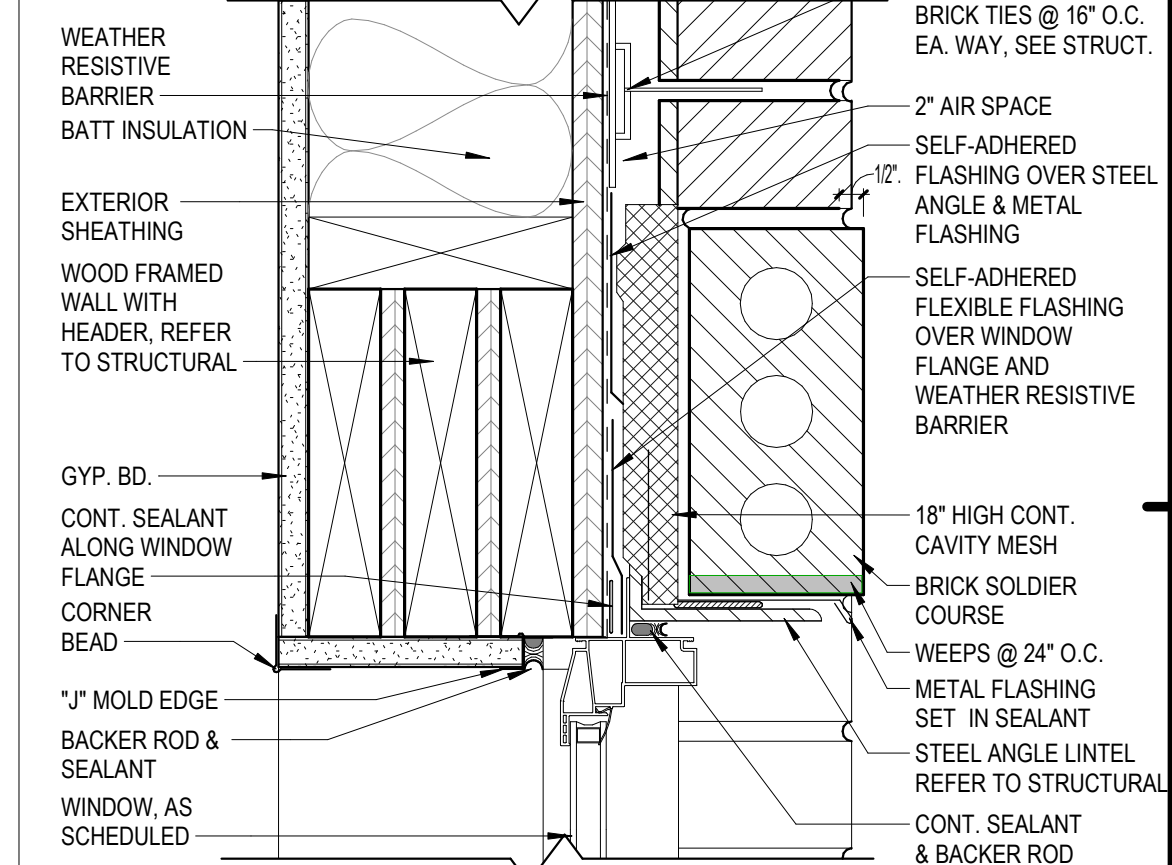 WEATHER
RESISTIVE
BARRIER
BATT INSULATION
EXTERIOR
SHEATHING
WOOD FRAMED
WALL WITH
HEADER, REFER
TO STRUCTURAL
GYP. BD.
CONT. SEALANT
ALONG WINDOW
FLANGE
CORNER
BEAD
"J" MOLD EDGE
BACKER ROD &
SEALANT
WINDOW, AS
SCHEDULED
BRICK TIES @ 16" O.C.
EA. WAY, SEE STRUCT.
2" AIR SPACE
SELF-ADHERED
FLASHING OVER STEEL
ANGLE & METAL
FLASHING
1/2".
SELF-ADHERED
FLEXIBLE FLASHING
OVER WINDOW
FLANGE AND
WEATHER RESISTIVE
BARRIER
18" HIGH CONT.
CAVITY MESH
BRICK SOLDIER
COURSE
WEEPS @ 24" O.C.
METAL FLASHING
SET IN SEALANT
STEEL ANGLE LINTEL
REFER TO STRUCTURAL
CONT. SEALANT
& BACKER ROD